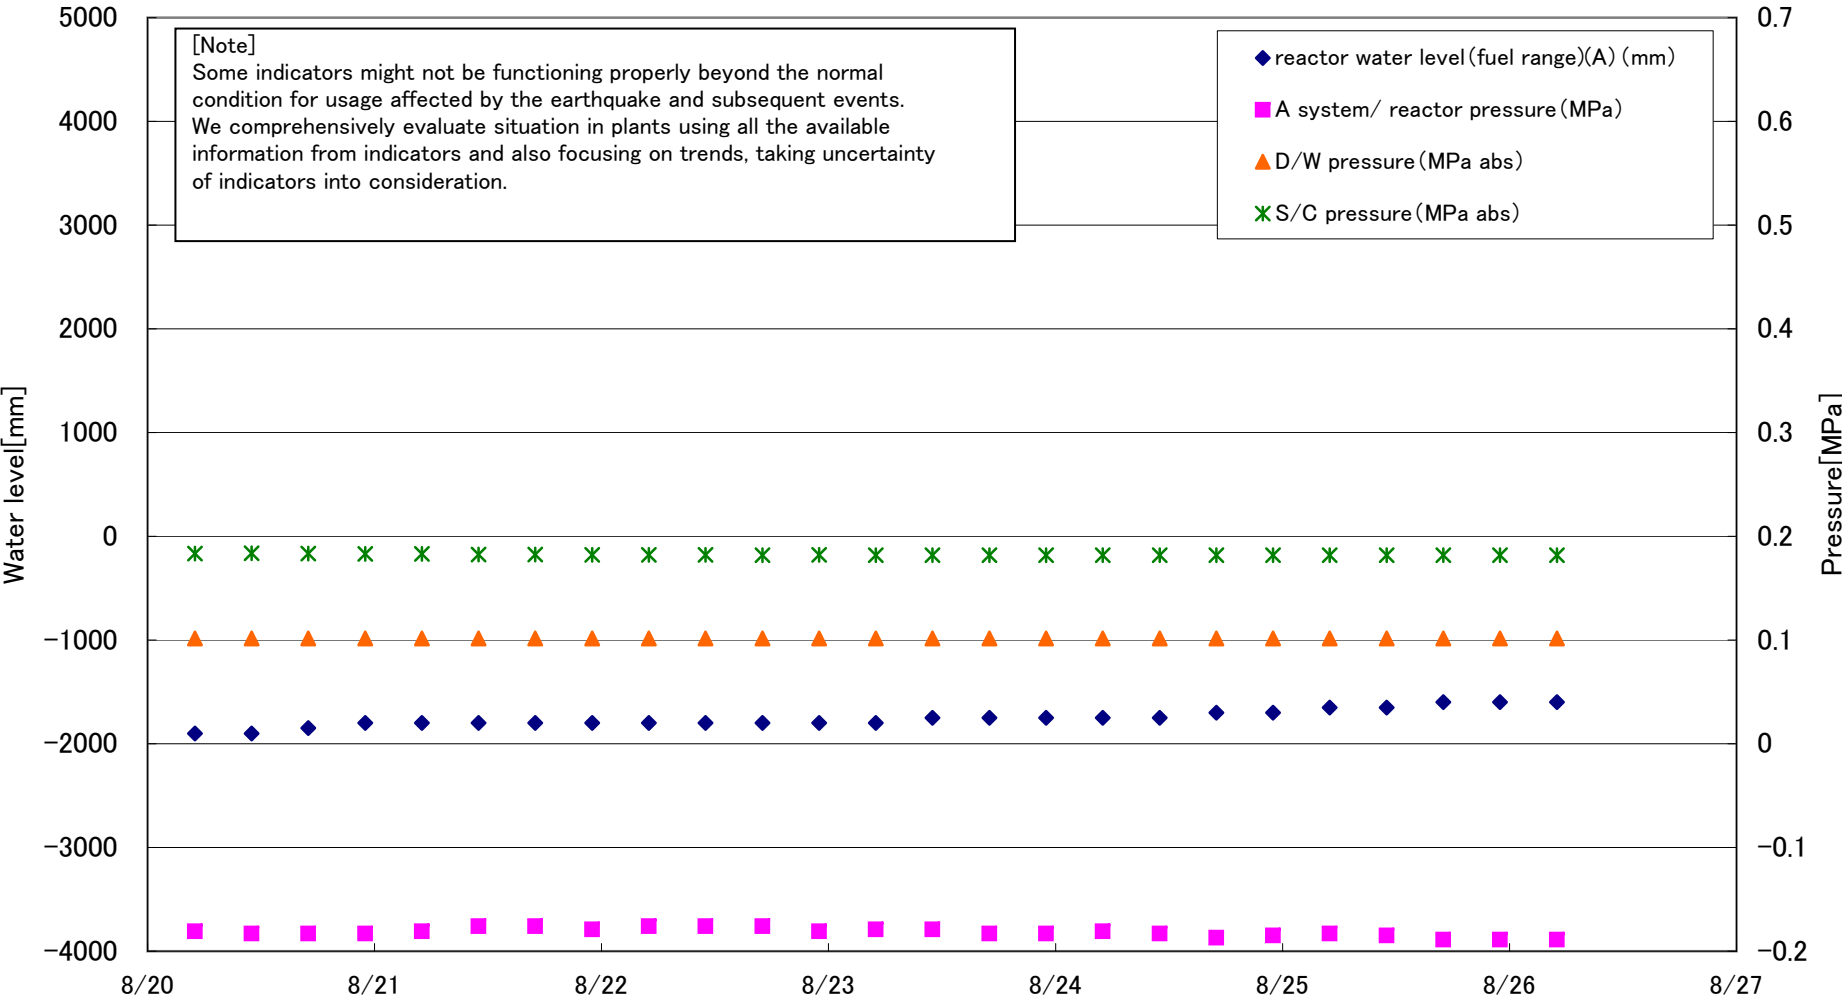 [Note]
Some indicators might not be functioning properly beyond the normal
condition for usage affected by the earthquake and subsequent events.
We comprehensively evaluate situation in plants using all the available
information from indicators and also focusing on trends, taking uncertainty
of indicators into consideration.
reactor water level(fuel range)(A) (mm)
A system/ reactor pressure(MPa)
D/W pressure(MPa abs)
S/C pressure(MPa abs)
Water level[mm]
5000
4000
3000
2000
1000
0
-1000
-2000
-3000
-4000
Pressure[MPa]
0.7
0.6
0.5
0.4
0.3
0.2
0.1
0
-0.1
-0.2
8/20 8/21 8/22 8/23 8/24 8/25 8/26 8/27